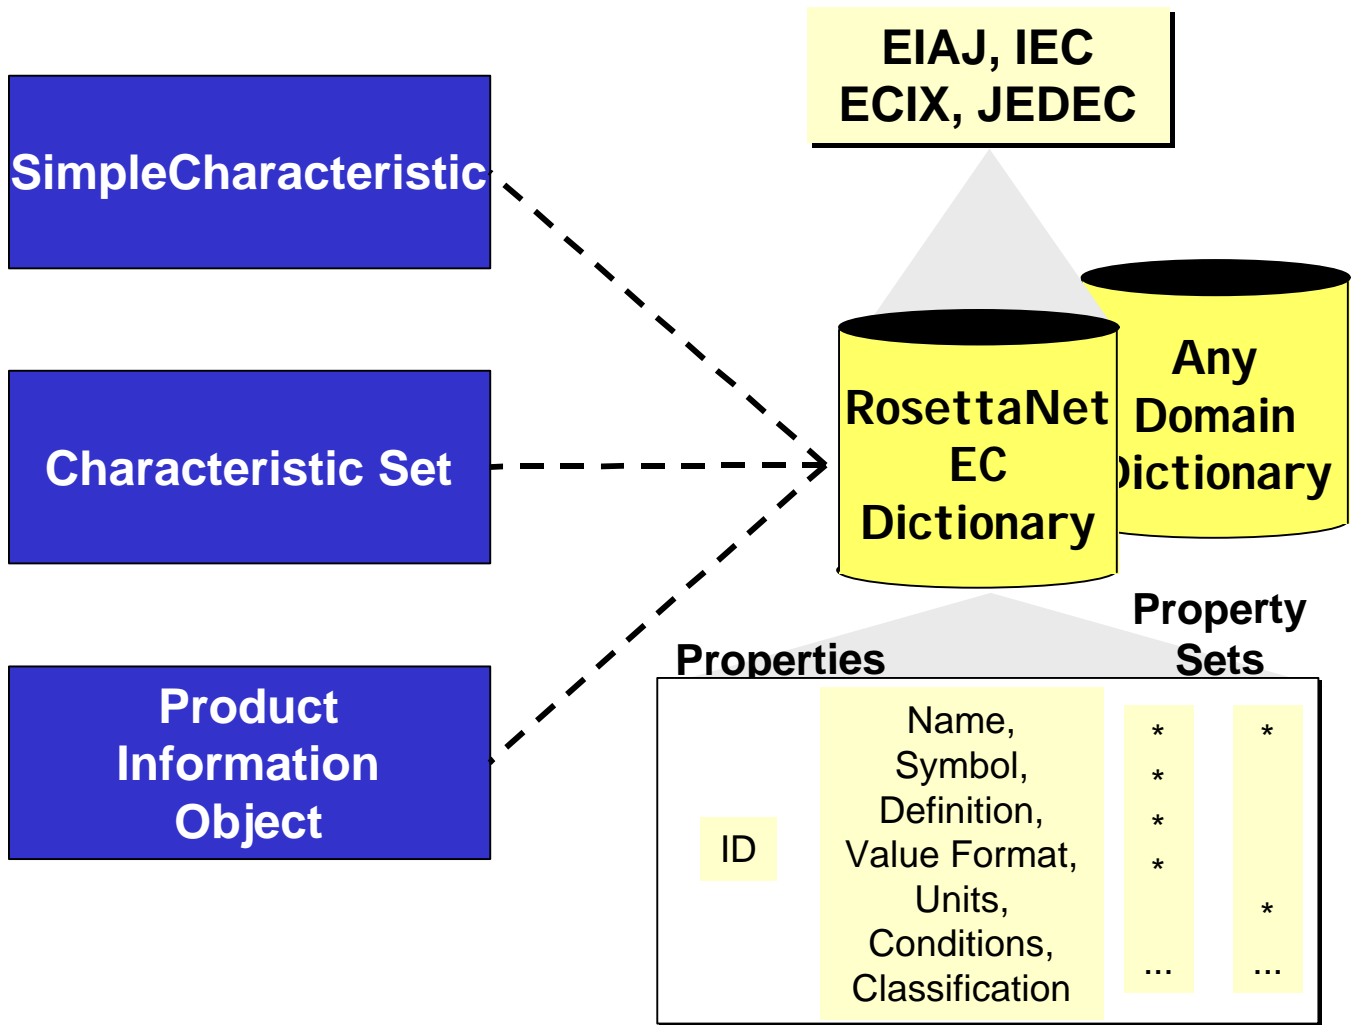 EIAJ, IEC
ECIX, JEDEC
SimpleCharacteristic
Characteristic Set
Product
Information
Object
RosettaNet
EC
Dictionary
Any
Domain
Dictionary
Properties
Property
Sets
ID
Name,
Symbol,
Definition,
Value Format,
Units,
Conditions,
Classification
*
*
*
*
...
*
*
...